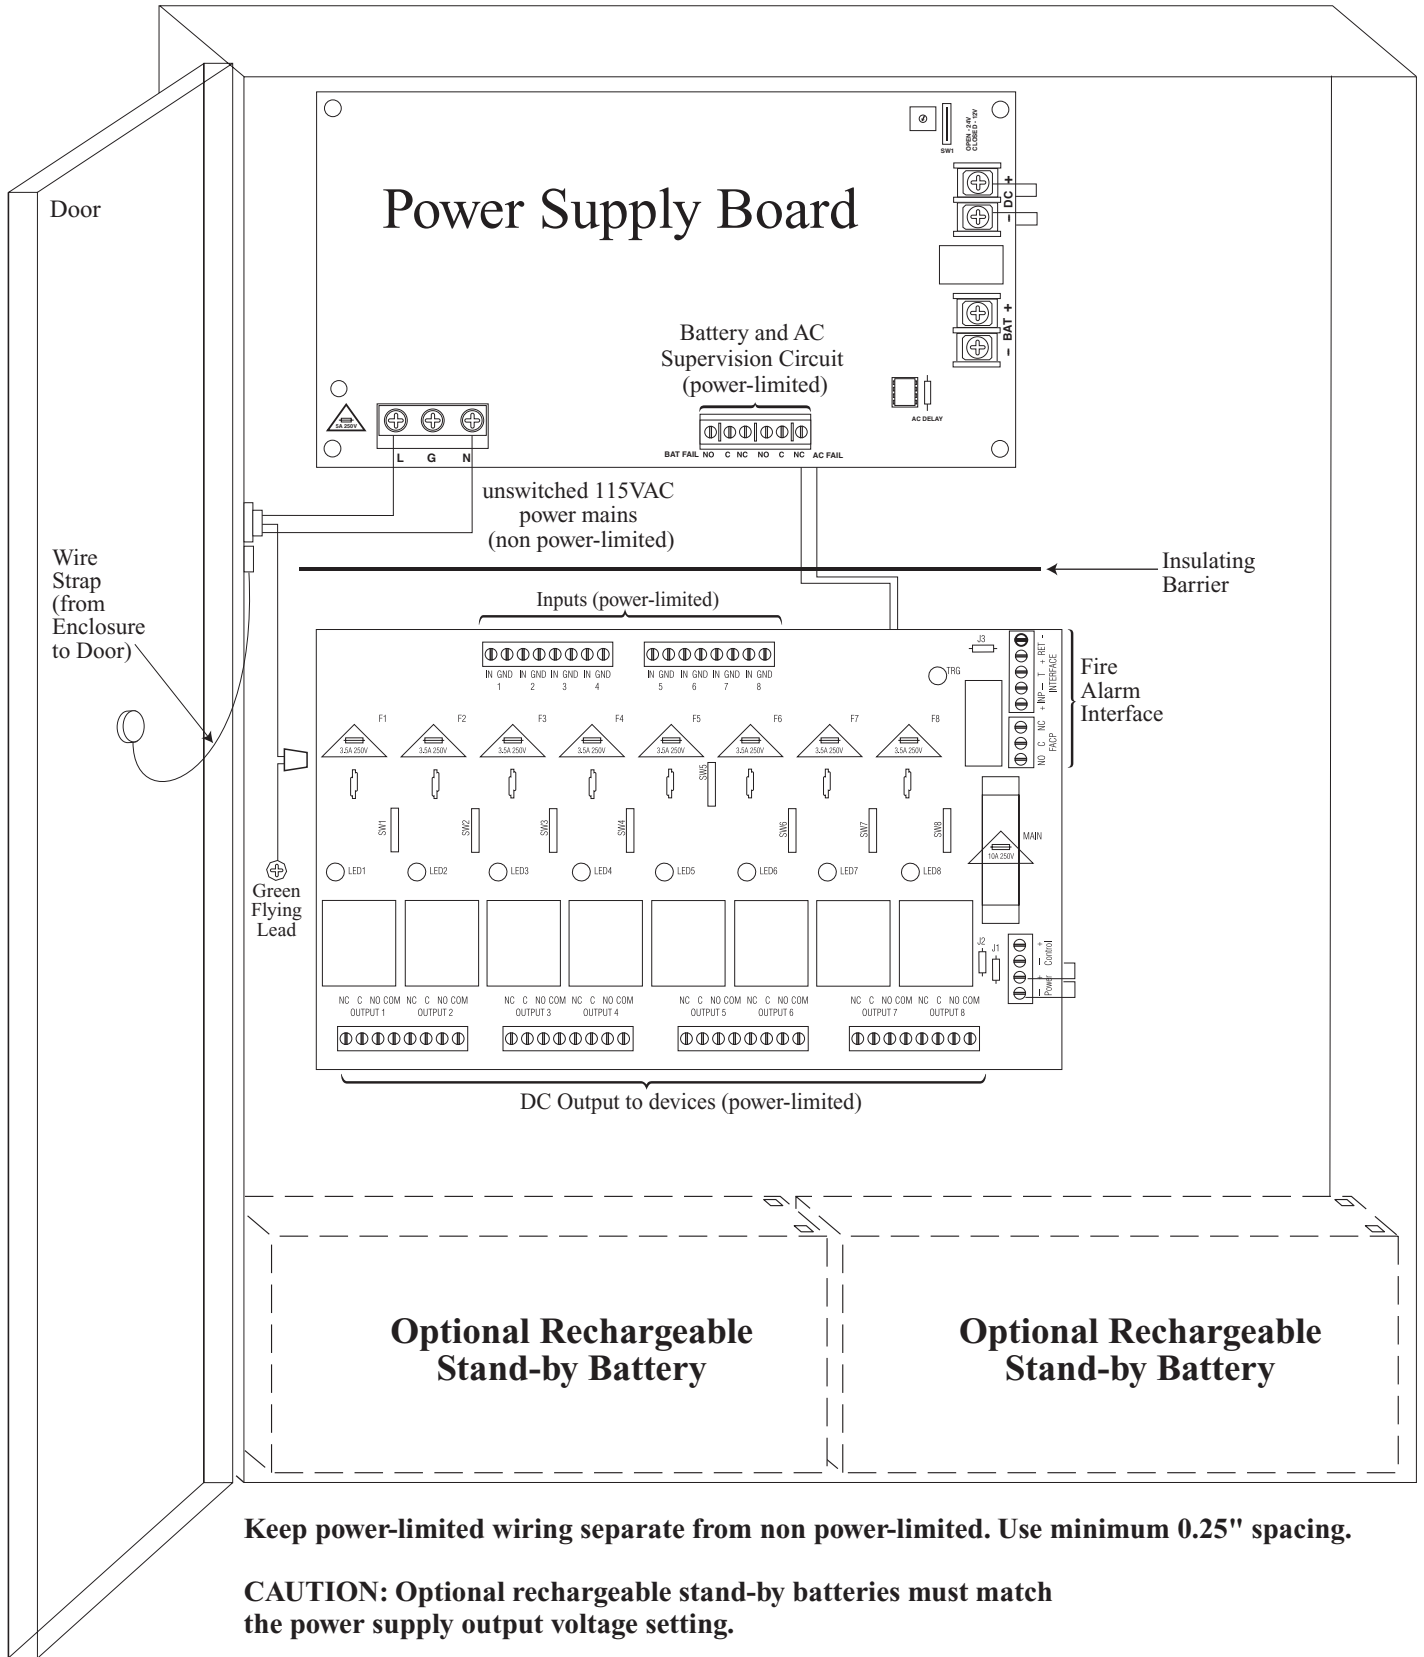 OPEN - 24V
CLOSED - 12V
SW1
Door
Power Supply Board
− DC +
− BAT +
Battery and AC
Supervision Circuit
(power-limited)
5A 250V
AC DELAY
L G N
BAT FAIL NO C NC NO C NC AC FAIL
unswitched 115VAC
power mains
(non power-limited)
Wire
Strap
(from
Enclosure
to Door)
Insulating
Barrier
Inputs (power-limited)
IN GND IN GND IN GND IN GND
1 2 3 4
IN GND IN GND IN GND IN GND
5 6 7 8
J3
TRG
+ INP − T + RET −
INTERFACE
NO C NC
FACP
Fire
Alarm
Interface
F1 F2 F3 F4 F5 F6 F7 F8
3.5A 250V 3.5A 250V 3.5A 250V 3.5A 250V 3.5A 250V 3.5A 250V 3.5A 250V 3.5A 250V
SW5
SW1 SW2 SW3 SW4 SW6 SW7 SW8
MAIN
10A 250V
LED1 LED2 LED3 LED4 LED5 LED6 LED7 LED8
Green
Flying
Lead
J2 J1
− + − +
Power Control
NC C NO COM NC C NO COM NC C NO COM NC C NO COM NC C NO COM NC C NO COM NC C NO COM NC C NO COM
OUTPUT 1 OUTPUT 2 OUTPUT 3 OUTPUT 4 OUTPUT 5 OUTPUT 6 OUTPUT 7 OUTPUT 8
DC Output to devices (power-limited)
Optional Rechargeable
Stand-by Battery
Optional Rechargeable
Stand-by Battery
Keep power-limited wiring separate from non power-limited. Use minimum 0.25" spacing.
CAUTION: Optional rechargeable stand-by batteries must match
the power supply output voltage setting.